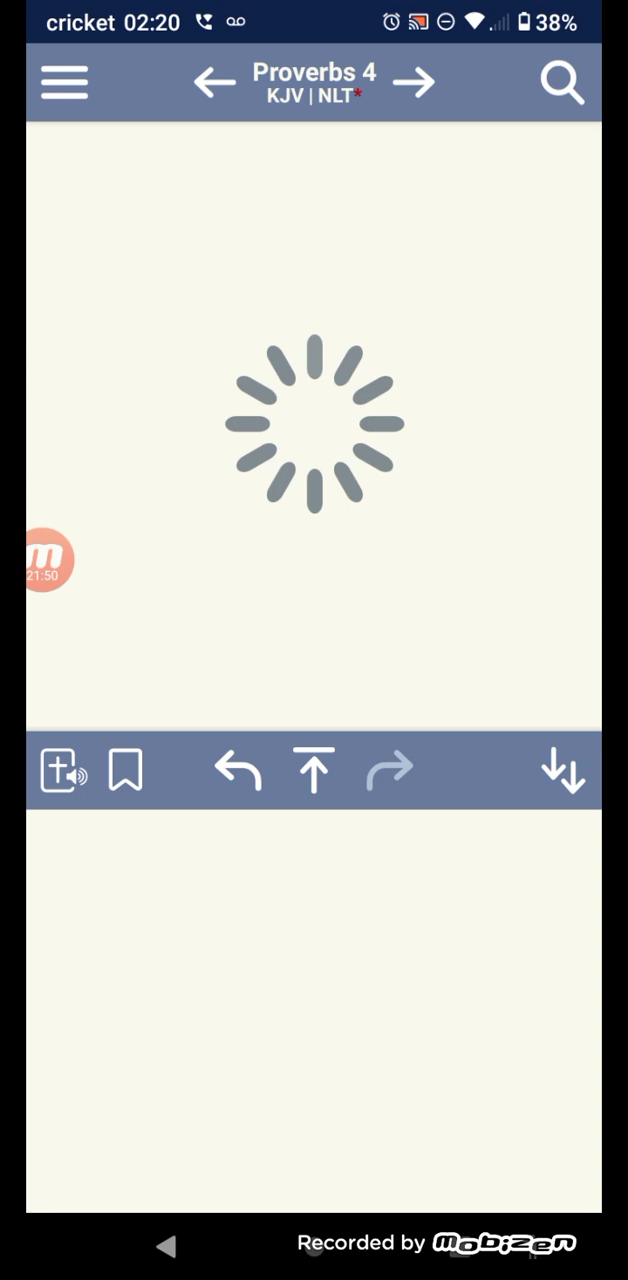 cricket 02:20 38%
Proverbs 4
KJV | NLT*
m
21:50
Recorded by mobizen